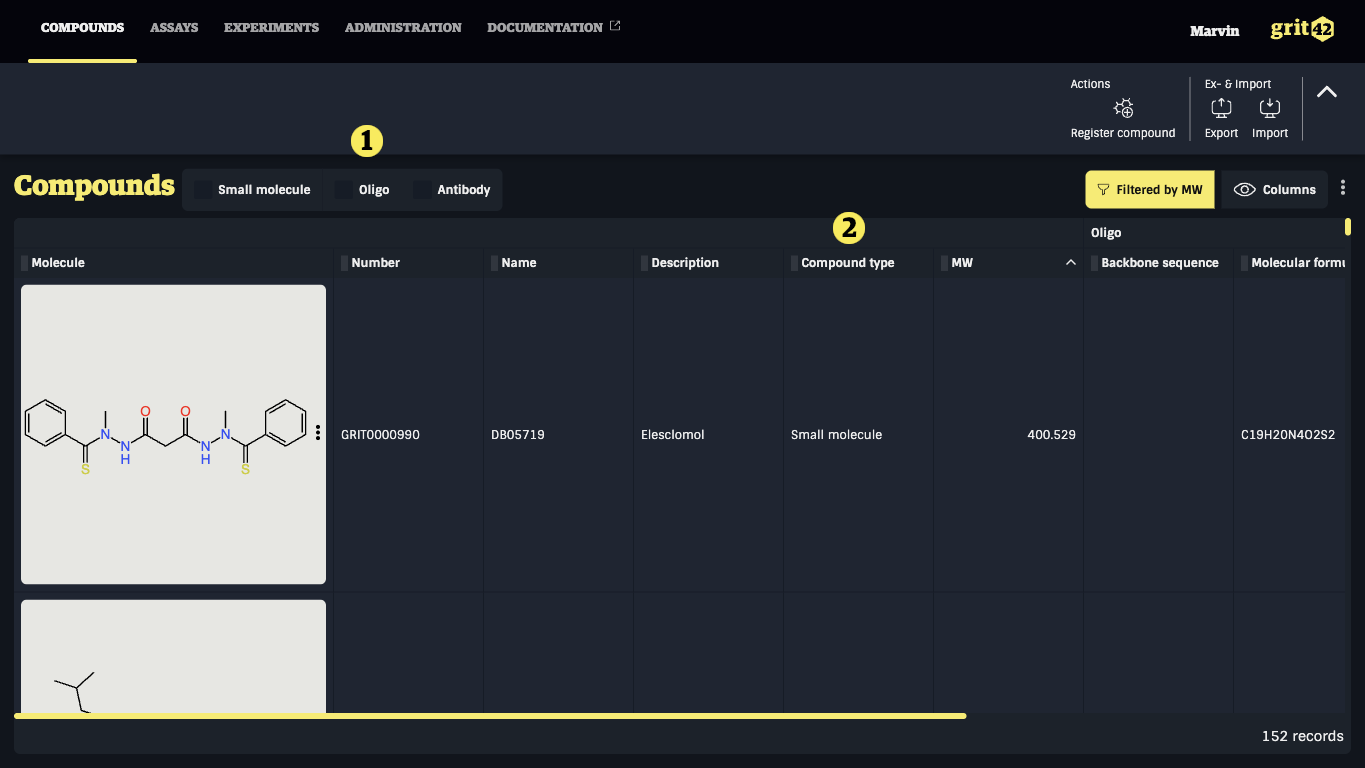 COMPOUNDS ASSAYS EXPERIMENTS ADMINISTRATION DOCUMENTATION Marvin grit42
Actions Ex- & Import
Register compound Export Import
1
Compounds Small molecule Oligo Antibody Filtered by MW Columns
2
Oligo
Molecule Number Name Description Compound type MW Backbone sequence Molecular formu
O O
N N H N H N
S S
GRIT0000990 DB05719 Elesclomol Small molecule 400.529 C19H20N4O2S2
152 records